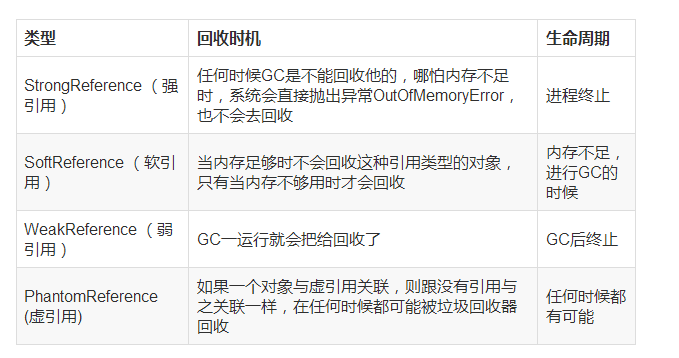 类型
回收时机
生命周期
StrongReference（强
引用）
任何时候GC是不能回收他的，哪怕内存不足
时，系统会直接抛出异常OutOfMemoryError，
也不会去回收
进程终止
SoftReference（软引
用）
当内存足够时不会回收这种引用类型的对象，
只有当内存不够用时才会回收
内存不足，
进行GC的
时候
WeakReference（弱
引用）
GC一运行就会把给回收了
GC后终止
PhantomReference
(虚引用)
如果一个对象与虚引用关联，则跟没有引用与
之关联一样，在任何时候都可能被垃圾回收器
回收
任何时候都
有可能